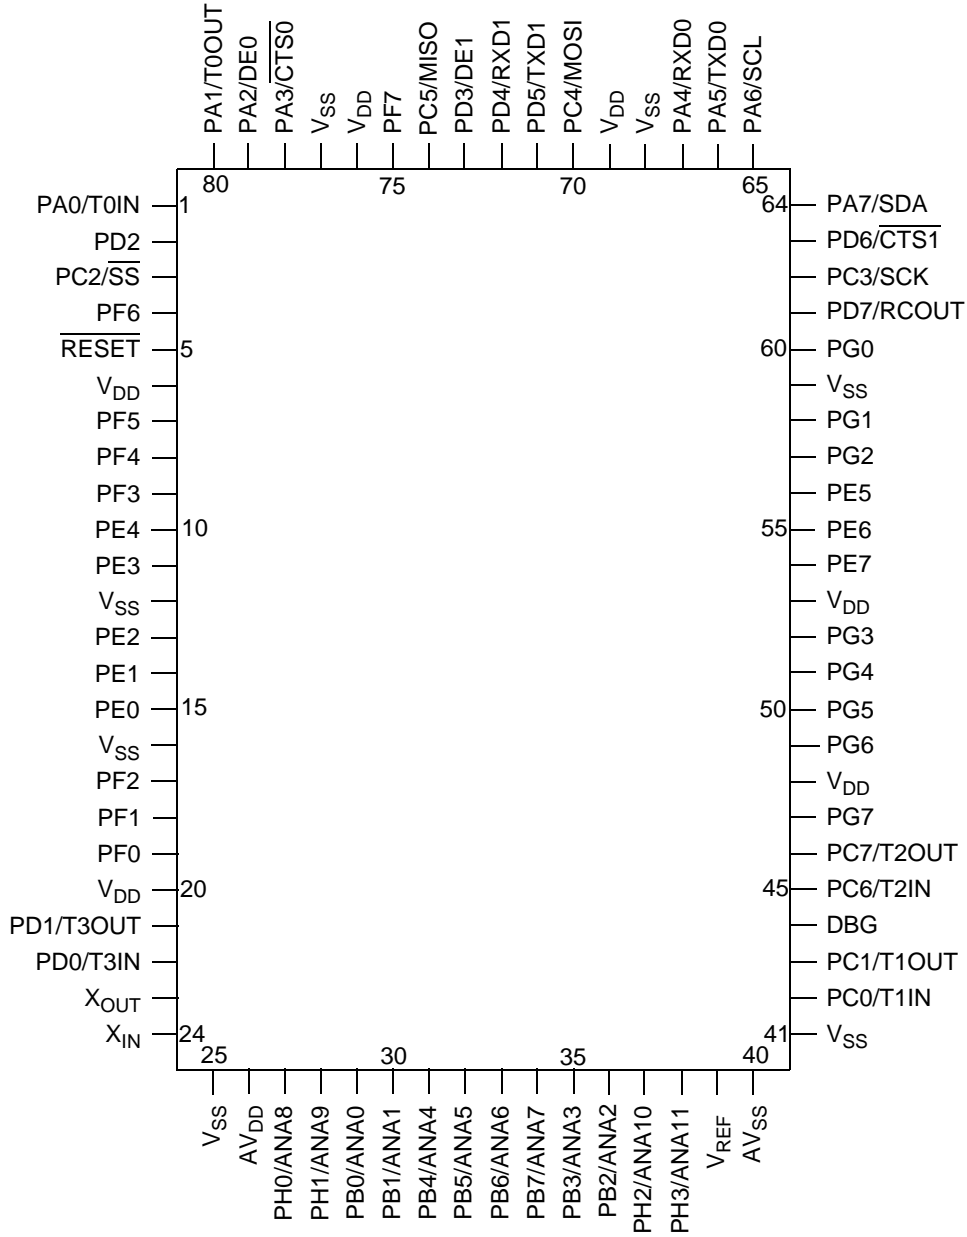 PA1/T0OUT
PA2/DE0
PA3/CTS0
VSS
VDD
PF7
PC5/MISO
PD3/DE1
PD4/RXD1
PD5/TXD1
PC4/MOSI
VDD
VSS
PA4/RXD0
PA5/TXD0
PA6/SCL
80 75 70 65
PA0/T0IN 1
PD2
PC2/SS
PF6
RESET 5
VDD
PF5
PF4
PF3
PE4 10
PE3
VSS
PE2
PE1
PE0 15
VSS
PF2
PF1
PF0
VDD 20
PD1/T3OUT
PD0/T3IN
XOUT
XIN 24
64 PA7/SDA
PD6/CTS1
PC3/SCK
PD7/RCOUT
60 PG0
VSS
PG1
PG2
PE5
55 PE6
PE7
VDD
PG3
PG4
50 PG5
PG6
VDD
PG7
PC7/T2OUT
45 PC6/T2IN
DBG
PC1/T1OUT
PC0/T1IN
41 VSS
25 30 35 40
VSS
AVDD
PH0/ANA8
PH1/ANA9
PB0/ANA0
PB1/ANA1
PB4/ANA4
PB5/ANA5
PB6/ANA6
PB7/ANA7
PB3/ANA3
PB2/ANA2
PH2/ANA10
PH3/ANA11
VREF
AVSS